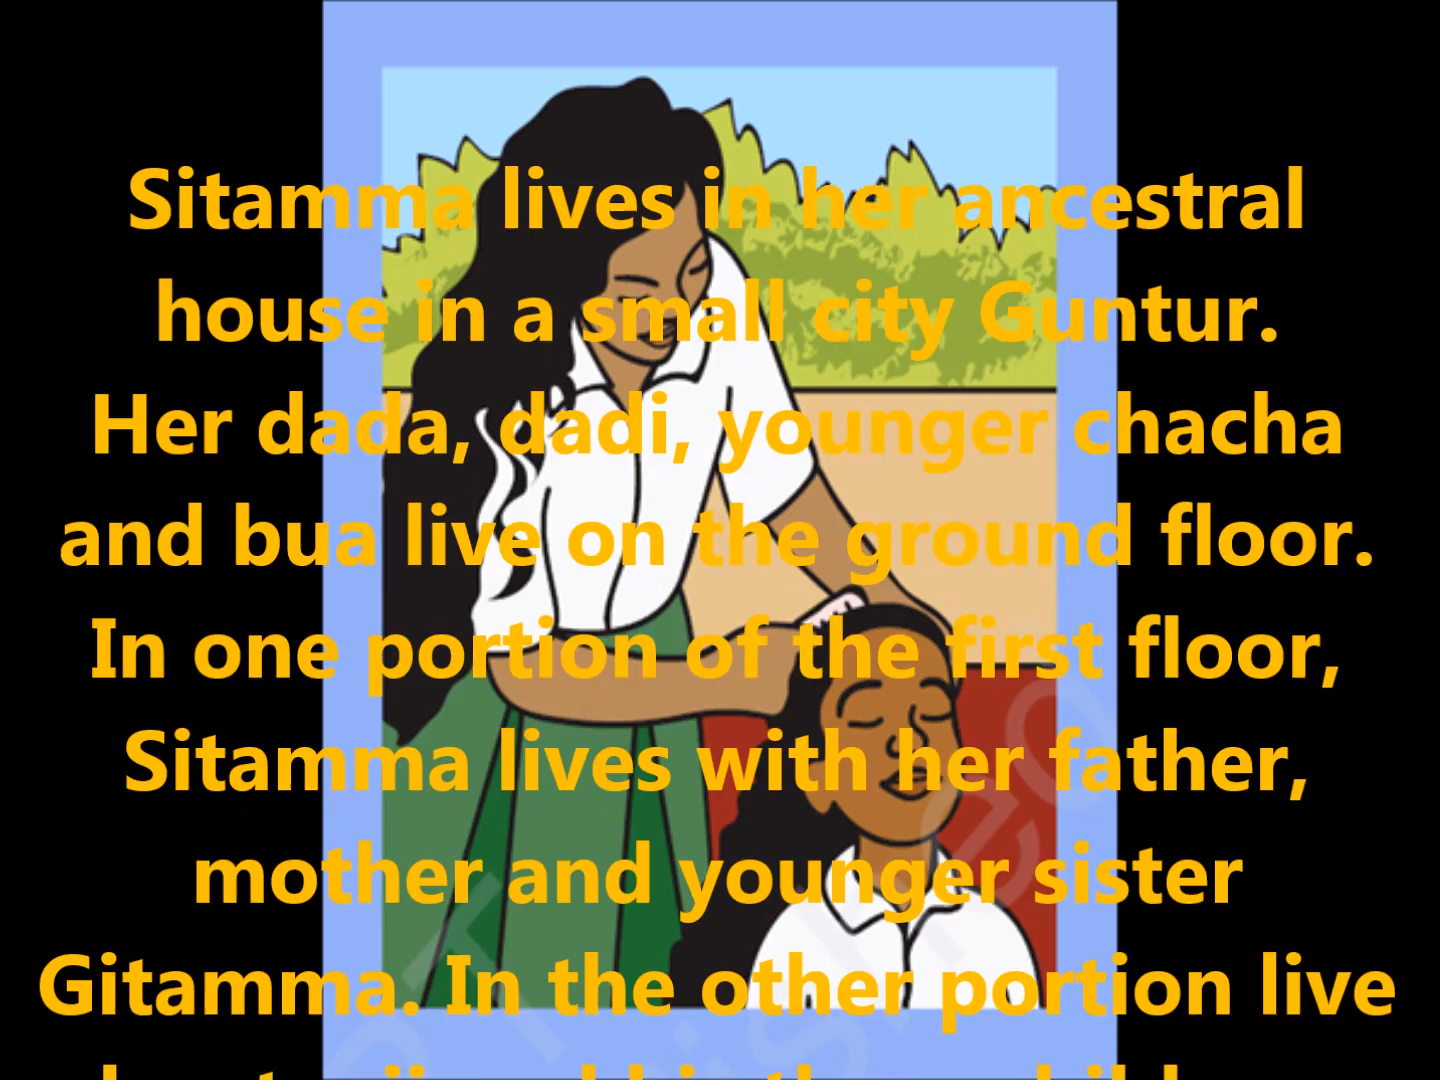 Sitamma lives in her ancestral
house in a small city Guntur.
Her dada, dadi, younger chacha
and bua live on the ground floor.
In one portion of the first floor,
Sitamma lives with her father,
mother and younger sister
Gitamma. In the other portion live